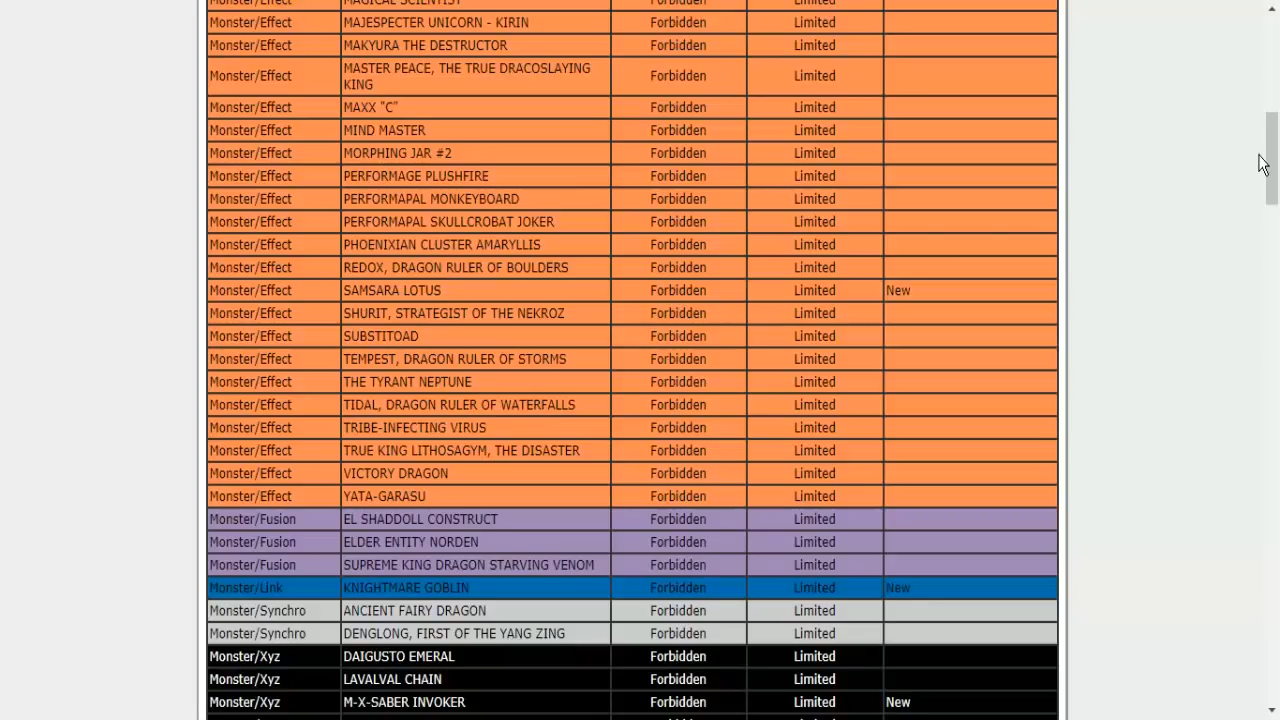 Monster/Effect MAGICAL SCIENTIST Forbidden Limited
Monster/Effect MAJESPECTER UNICORN - KIRIN Forbidden Limited
Monster/Effect MAKYURA THE DESTRUCTOR Forbidden Limited
Monster/Effect MASTER PEACE, THE TRUE DRACOSLAYING KING Forbidden Limited
Monster/Effect MAXX "C" Forbidden Limited
Monster/Effect MIND MASTER Forbidden Limited
Monster/Effect MORPHING JAR #2 Forbidden Limited
Monster/Effect PERFORMAGE PLUSHFIRE Forbidden Limited
Monster/Effect PERFORMAPAL MONKEYBOARD Forbidden Limited
Monster/Effect PERFORMAPAL SKULLCROBAT JOKER Forbidden Limited
Monster/Effect PHOENIXIAN CLUSTER AMARYLLIS Forbidden Limited
Monster/Effect REDOX, DRAGON RULER OF BOULDERS Forbidden Limited
Monster/Effect SAMSARA LOTUS Forbidden Limited New
Monster/Effect SHURIT, STRATEGIST OF THE NEKROZ Forbidden Limited
Monster/Effect SUBSTITOAD Forbidden Limited
Monster/Effect TEMPEST, DRAGON RULER OF STORMS Forbidden Limited
Monster/Effect THE TYRANT NEPTUNE Forbidden Limited
Monster/Effect TIDAL, DRAGON RULER OF WATERFALLS Forbidden Limited
Monster/Effect TRIBE-INFECTING VIRUS Forbidden Limited
Monster/Effect TRUE KING LITHOSAGYM, THE DISASTER Forbidden Limited
Monster/Effect VICTORY DRAGON Forbidden Limited
Monster/Effect YATA-GARASU Forbidden Limited
Monster/Fusion EL SHADDOLL CONSTRUCT Forbidden Limited
Monster/Fusion ELDER ENTITY NORDEN Forbidden Limited
Monster/Fusion SUPREME KING DRAGON STARVING VENOM Forbidden Limited
Monster/Link KNIGHTMARE GOBLIN Forbidden Limited New
Monster/Synchro ANCIENT FAIRY DRAGON Forbidden Limited
Monster/Synchro DENGLONG, FIRST OF THE YANG ZING Forbidden Limited
Monster/Xyz DAIGUSTO EMERAL Forbidden Limited
Monster/Xyz LAVALVAL CHAIN Forbidden Limited
Monster/Xyz M-X-SABER INVOKER Forbidden Limited New